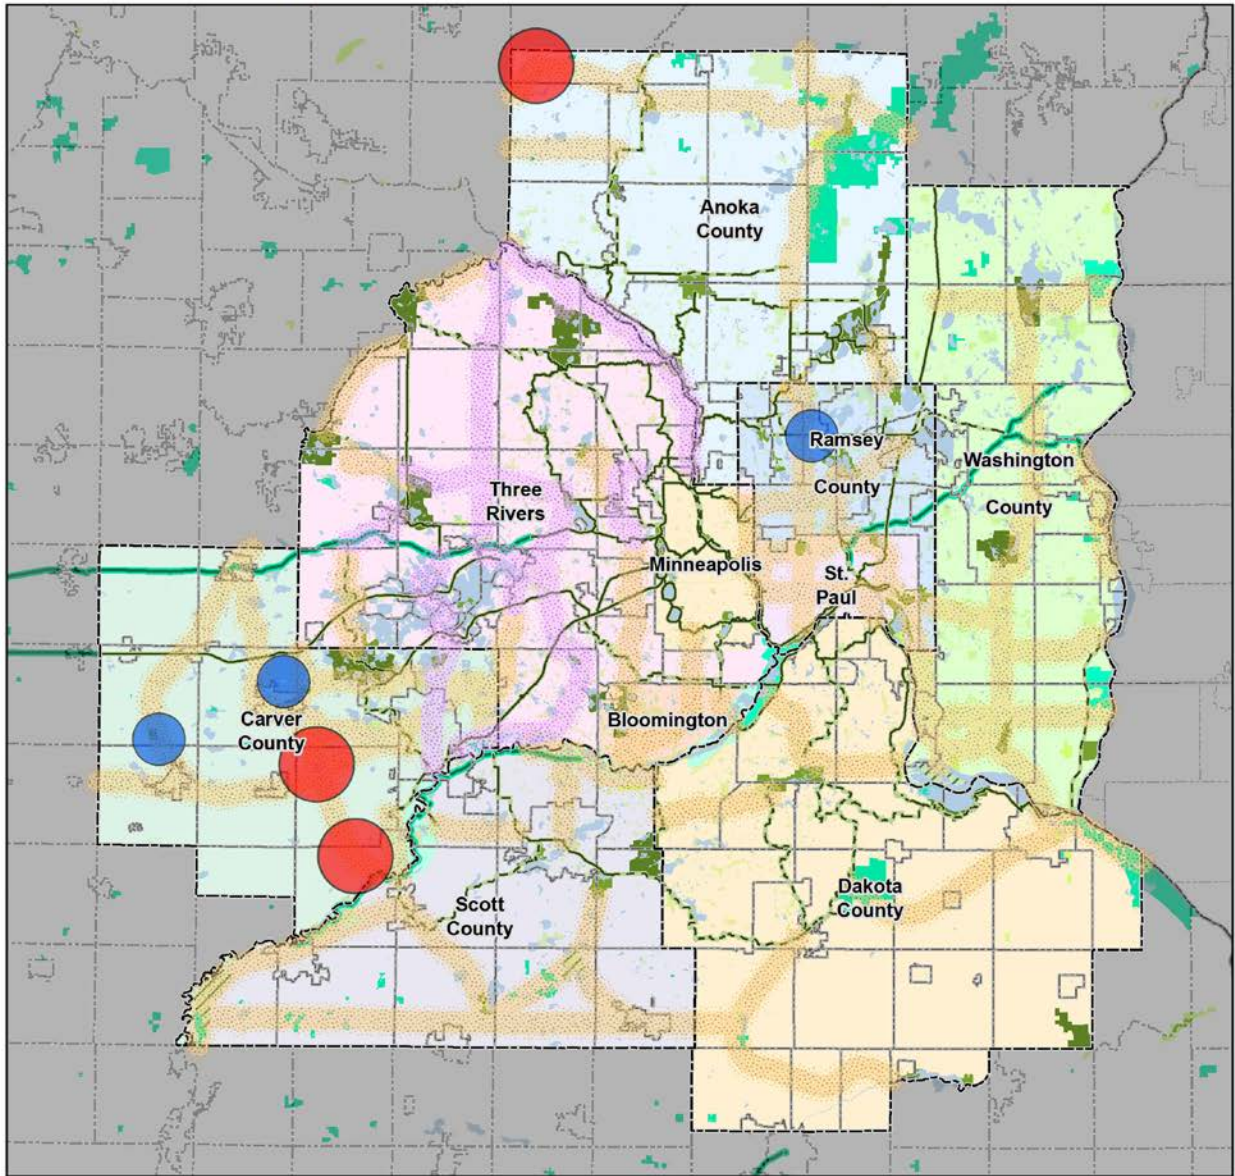 Anoka
County
Ramsey
County
Washington
County
Three
Rivers
Minneapolis
St.
Paul
Carver
County
Bloomington
Scott
County
Dakota
County